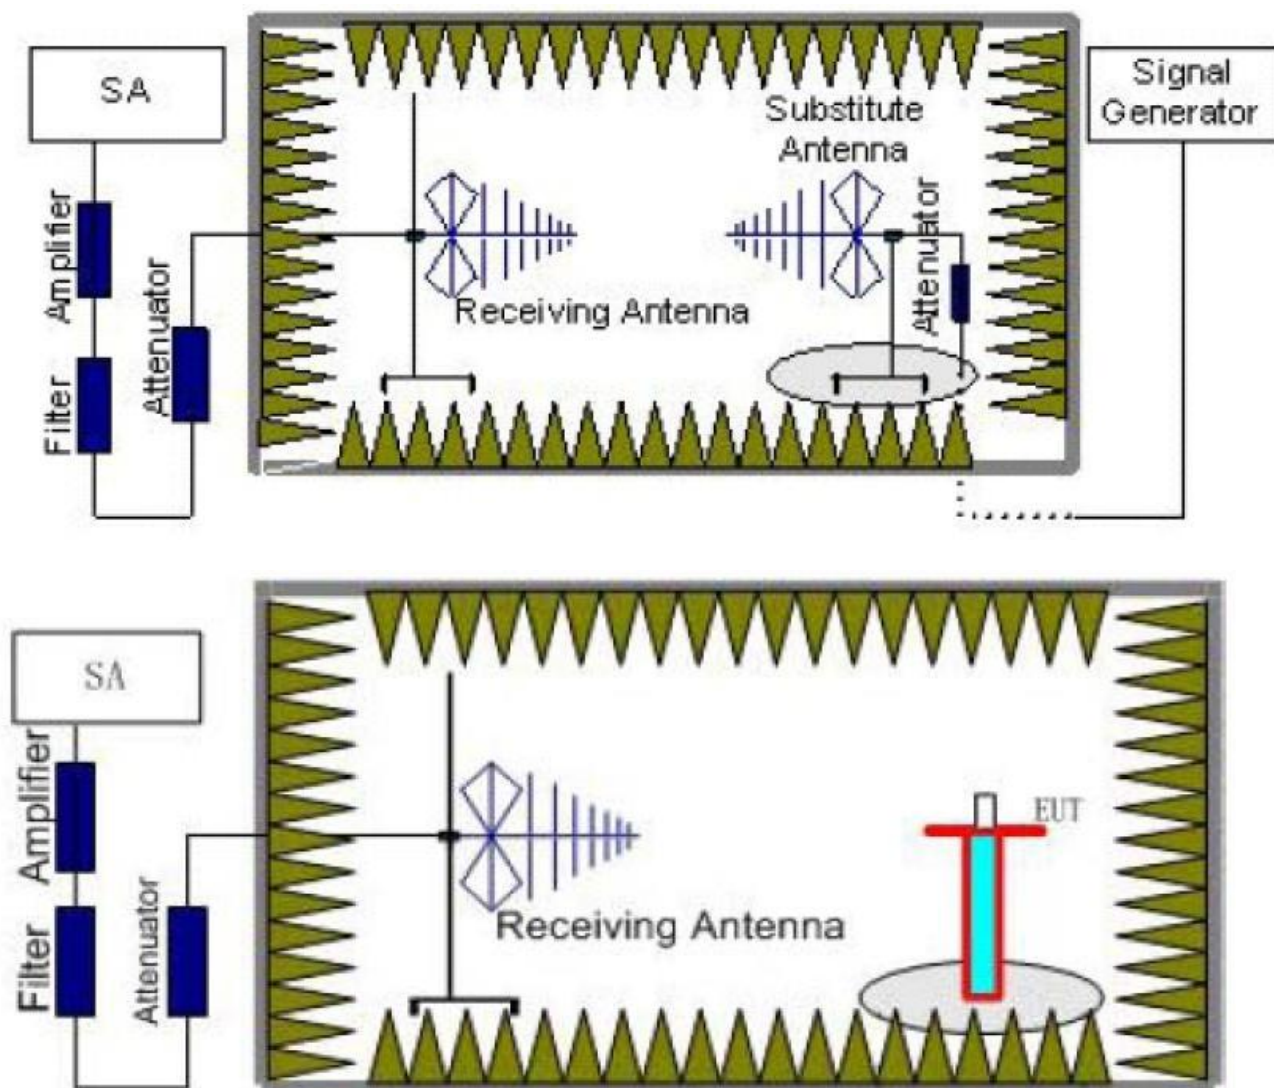 SA
Signal
Generator
Substitute
Antenna
Amplifier
Attenuator
Attenuator
Receiving Antenna
Filter
SA
Amplifier
EUT
Attenuator
Receiving Antenna
Filter